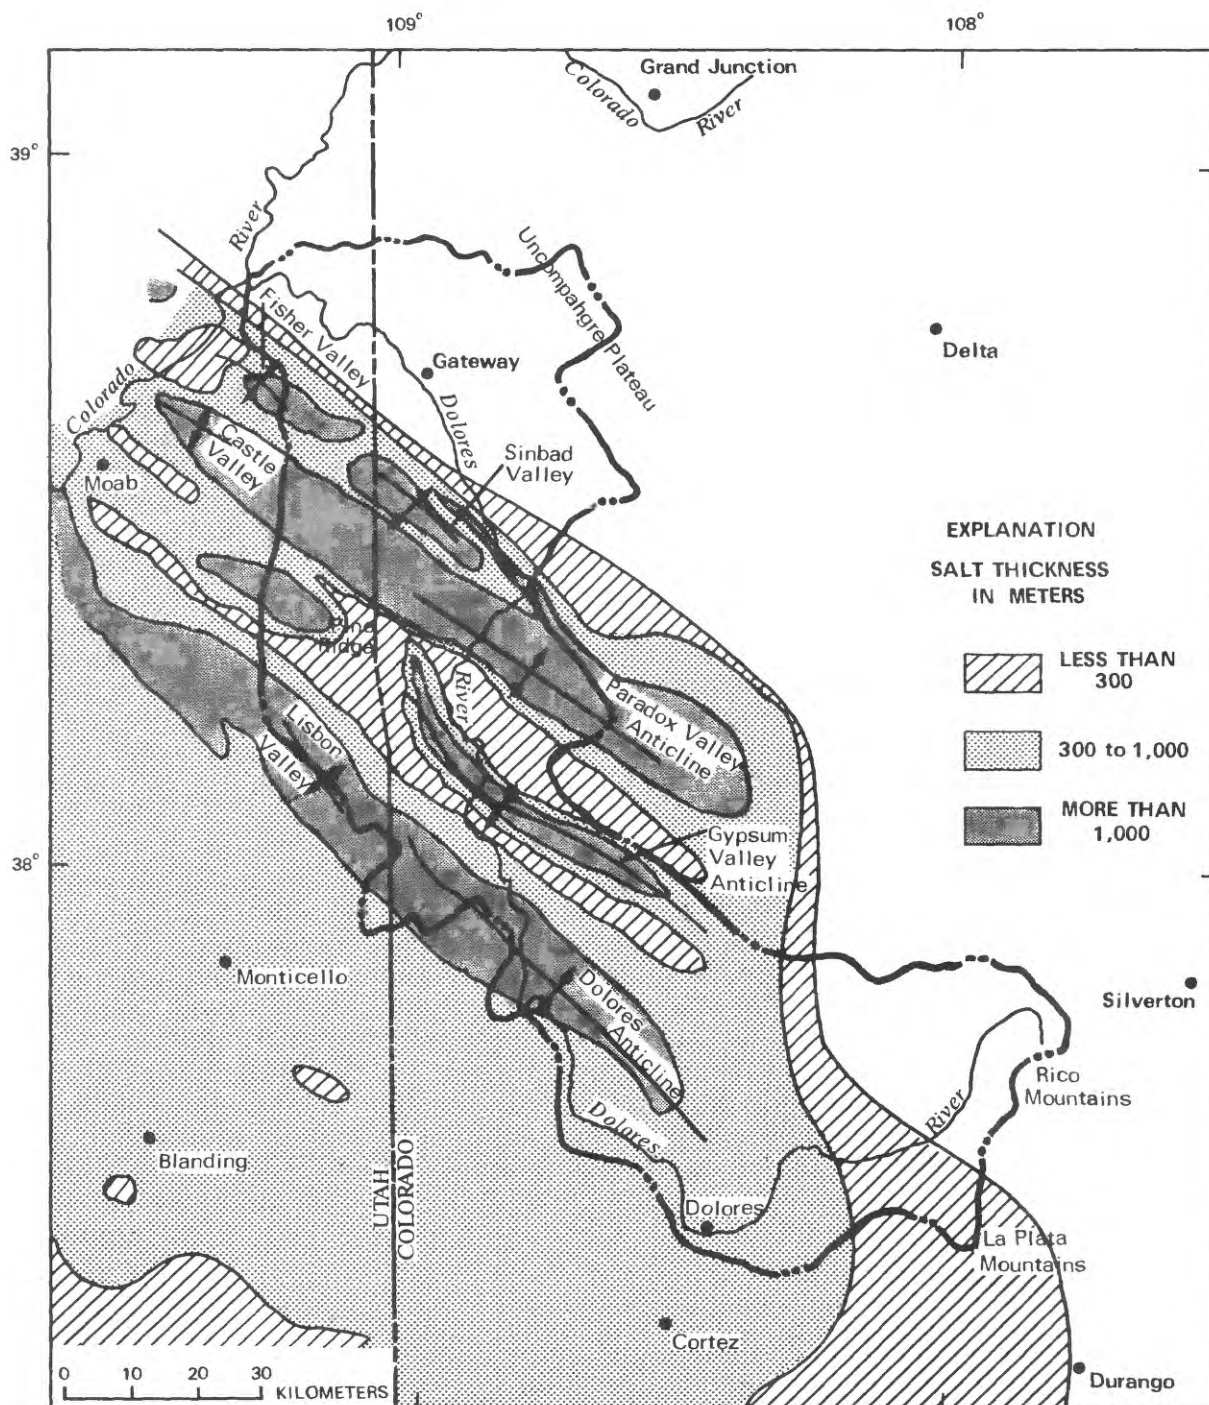 109°
108°
Grand Junction
Colorado
River
39°
River
Uncompahgre Plateau
Fisher Valley
Delta
Gateway
Colorado
Dolores
Castle
Valley
Sinbad
Valley
Moab
EXPLANATION
SALT THICKNESS
IN METERS
LESS THAN
300
300 to 1,000
MORE THAN
1,000
Ridge
River
Paradox Valley
Anticline
Lisbon
Valley
Gypsum
Valley
Anticline
38°
Monticello
Silverton
Dolores
Anticline
Rico
Mountains
River
Dolores
Blanding
UTAH
COLORADO
Dolores
La Plata
Mountains
Cortez
0 10 20 30
KILOMETERS
Durango